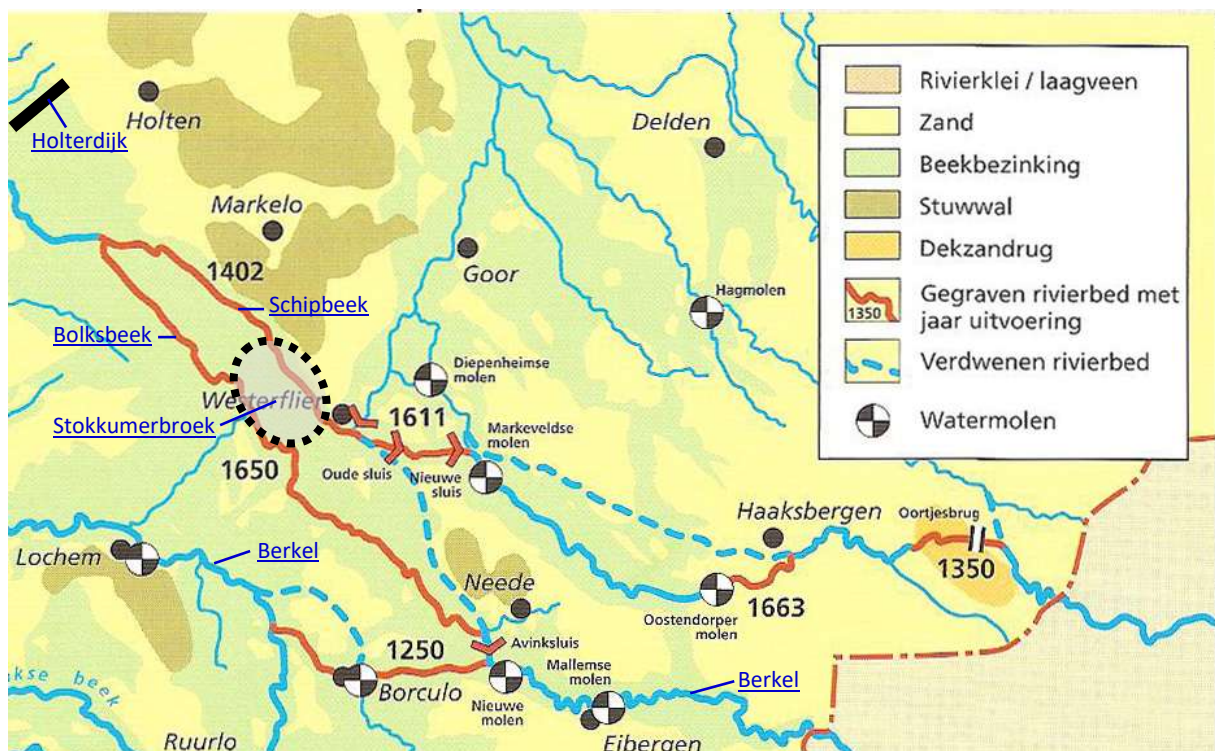 Holterdijk
Holten
Delden
Rivierklei / laagveen
Zand
Beekbezinking
Stuwwal
Dekzandrug
1350
Gegraven rivierbed met
jaar uitvoering
Verdwenen rivierbed
Watermolen
Markelo
Goor
Hagmolen
1402
Schipbeek
Bolksbeek
Diepenheimse
molen
Westerflier
Stokkumerbroek
1611
Markeveldse
molen
Oude sluis
Nieuwe
sluis
1650
Haaksbergen
Oortjesbrug
1350
Lochem
Berkel
Neede
Oostendorper
molen
1663
Avinksluis
1250
Borculo
Nieuwe
molen
Mallemse
molen
Berkel
kse beek
Ruurlo
Eibergen